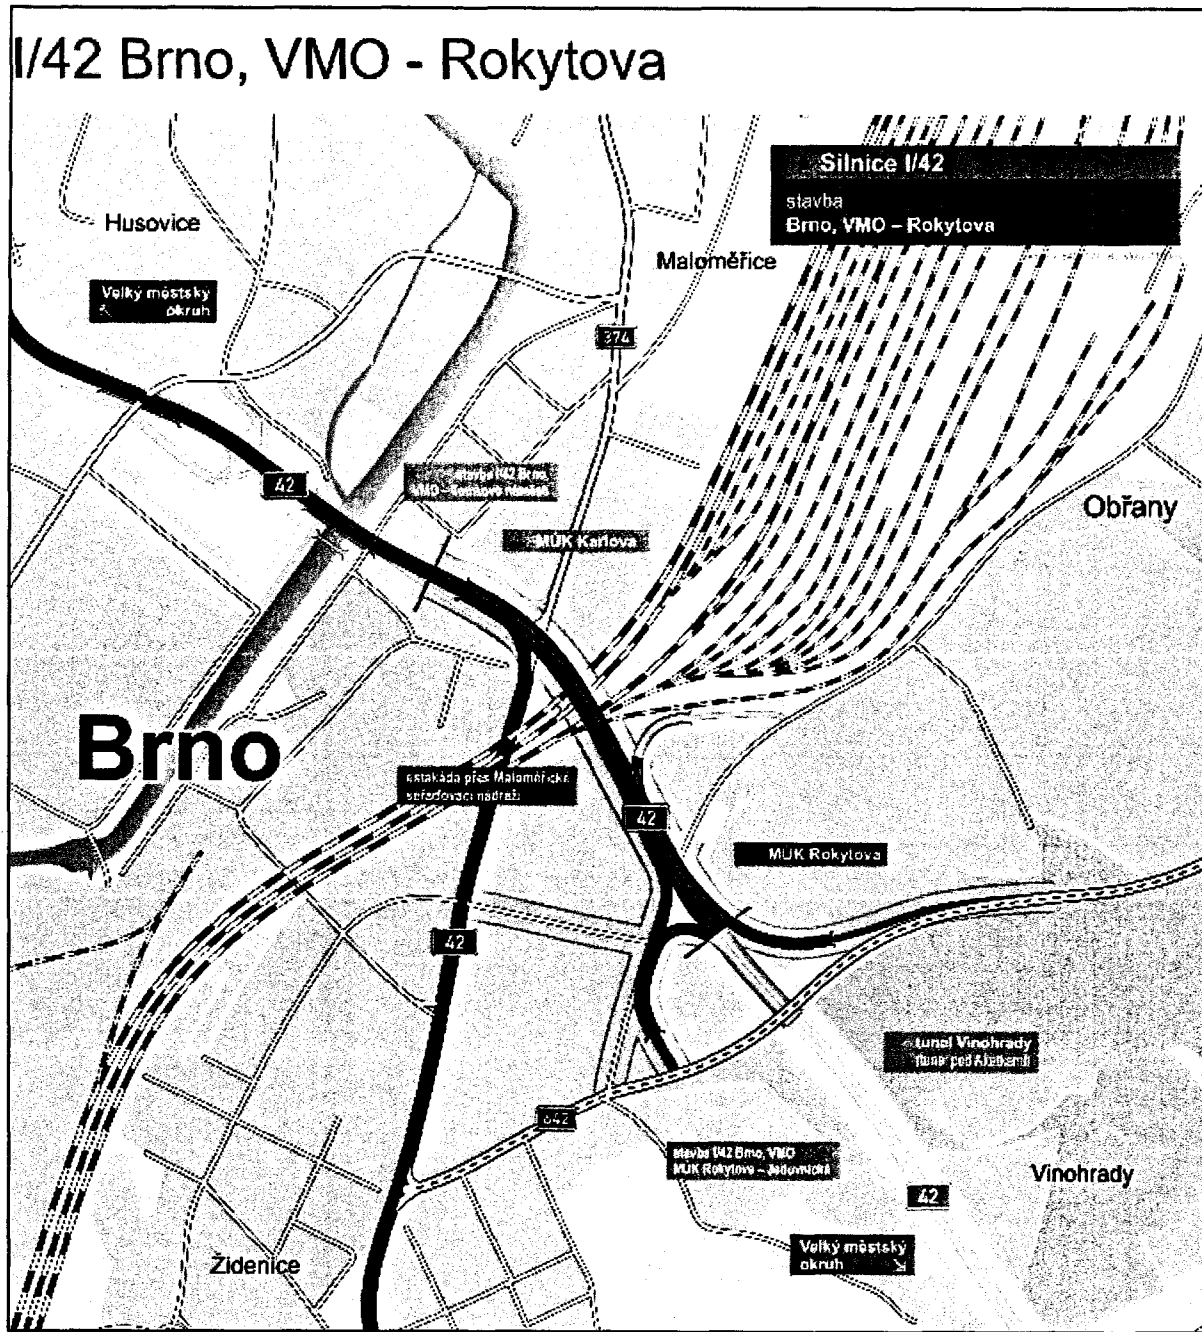 I/42 Brno, VMO - Rokytova
Silnice I/42
stavba
Brno, VMO – Rokytova
Husovice
Maloměřice
Velký městský
okruh
374
42
MÚK Karlova
Obřany
Brno
estakáda přes Maloměřické
seřaďovací nádraží
42
MÚK Rokytova
42
tunel Vinohrady
642
stavba I/42 Brno, VMO
MÚK Rokytova –
Vinohrady
42
Velký městský
okruh
Židenice